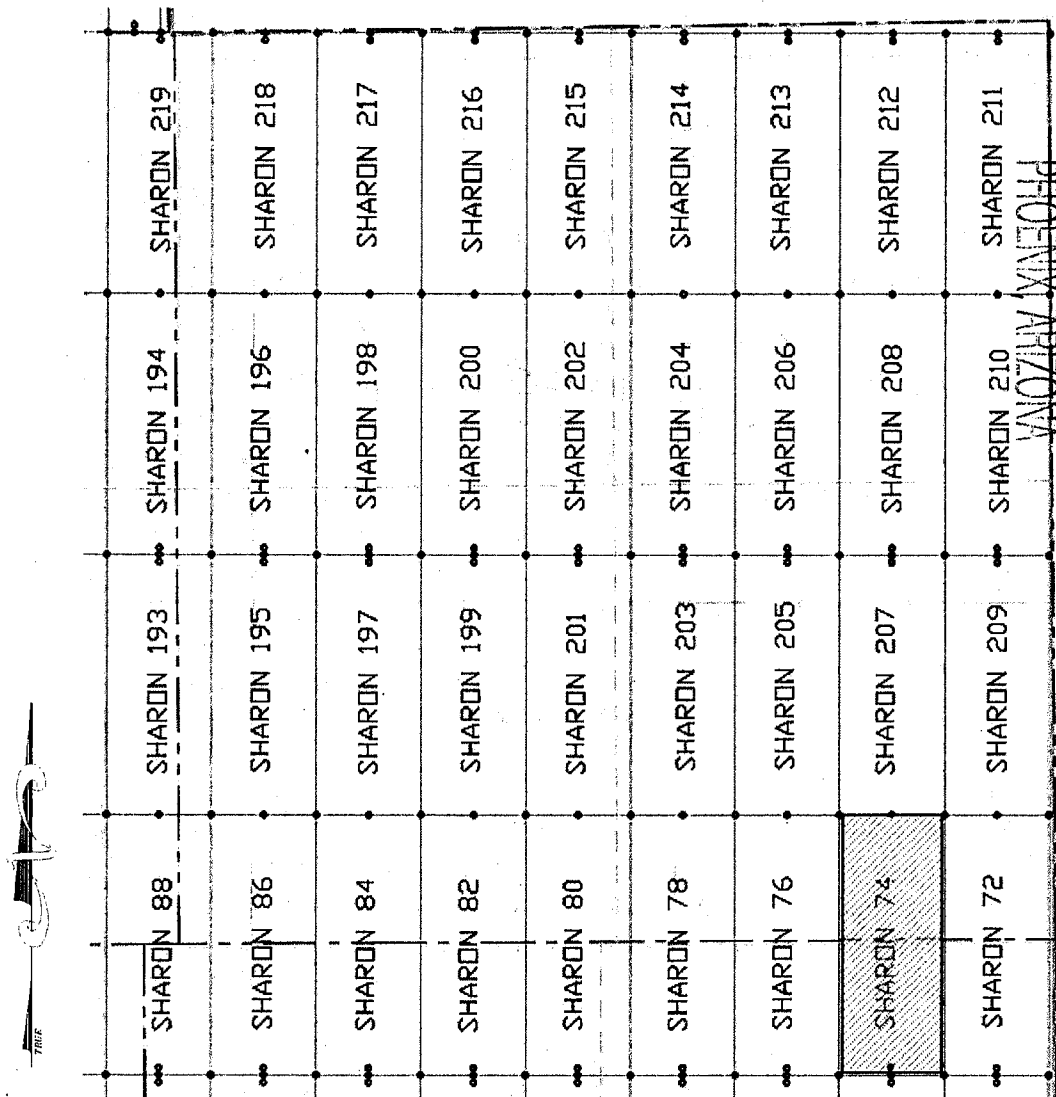 SHARON 219
SHARON 218
SHARON 217
SHARON 216
SHARON 215
SHARON 214
SHARON 213
SHARON 212
SHARON 211
PHOENIX, ARIZONA
SHARON 194
SHARON 196
SHARON 198
SHARON 200
SHARON 202
SHARON 204
SHARON 206
SHARON 208
SHARON 210
SHARON 193
SHARON 195
SHARON 197
SHARON 199
SHARON 201
SHARON 203
SHARON 205
SHARON 207
SHARON 209
SHARON 88
SHARON 86
SHARON 84
SHARON 82
SHARON 80
SHARON 78
SHARON 76
SHARON 74
SHARON 72
TRUE